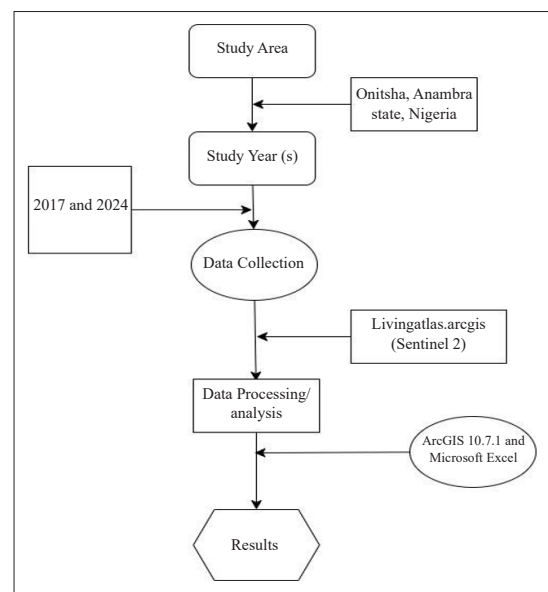 Study Area
Onitsha, Anambra
state, Nigeria
Study Year (s)
2017 and 2024
Data Collection
Livingatlas.arcgis
(Sentinel 2)
Data Processing/
analysis
ArcGIS 10.7.1 and
Microsoft Excel
Results